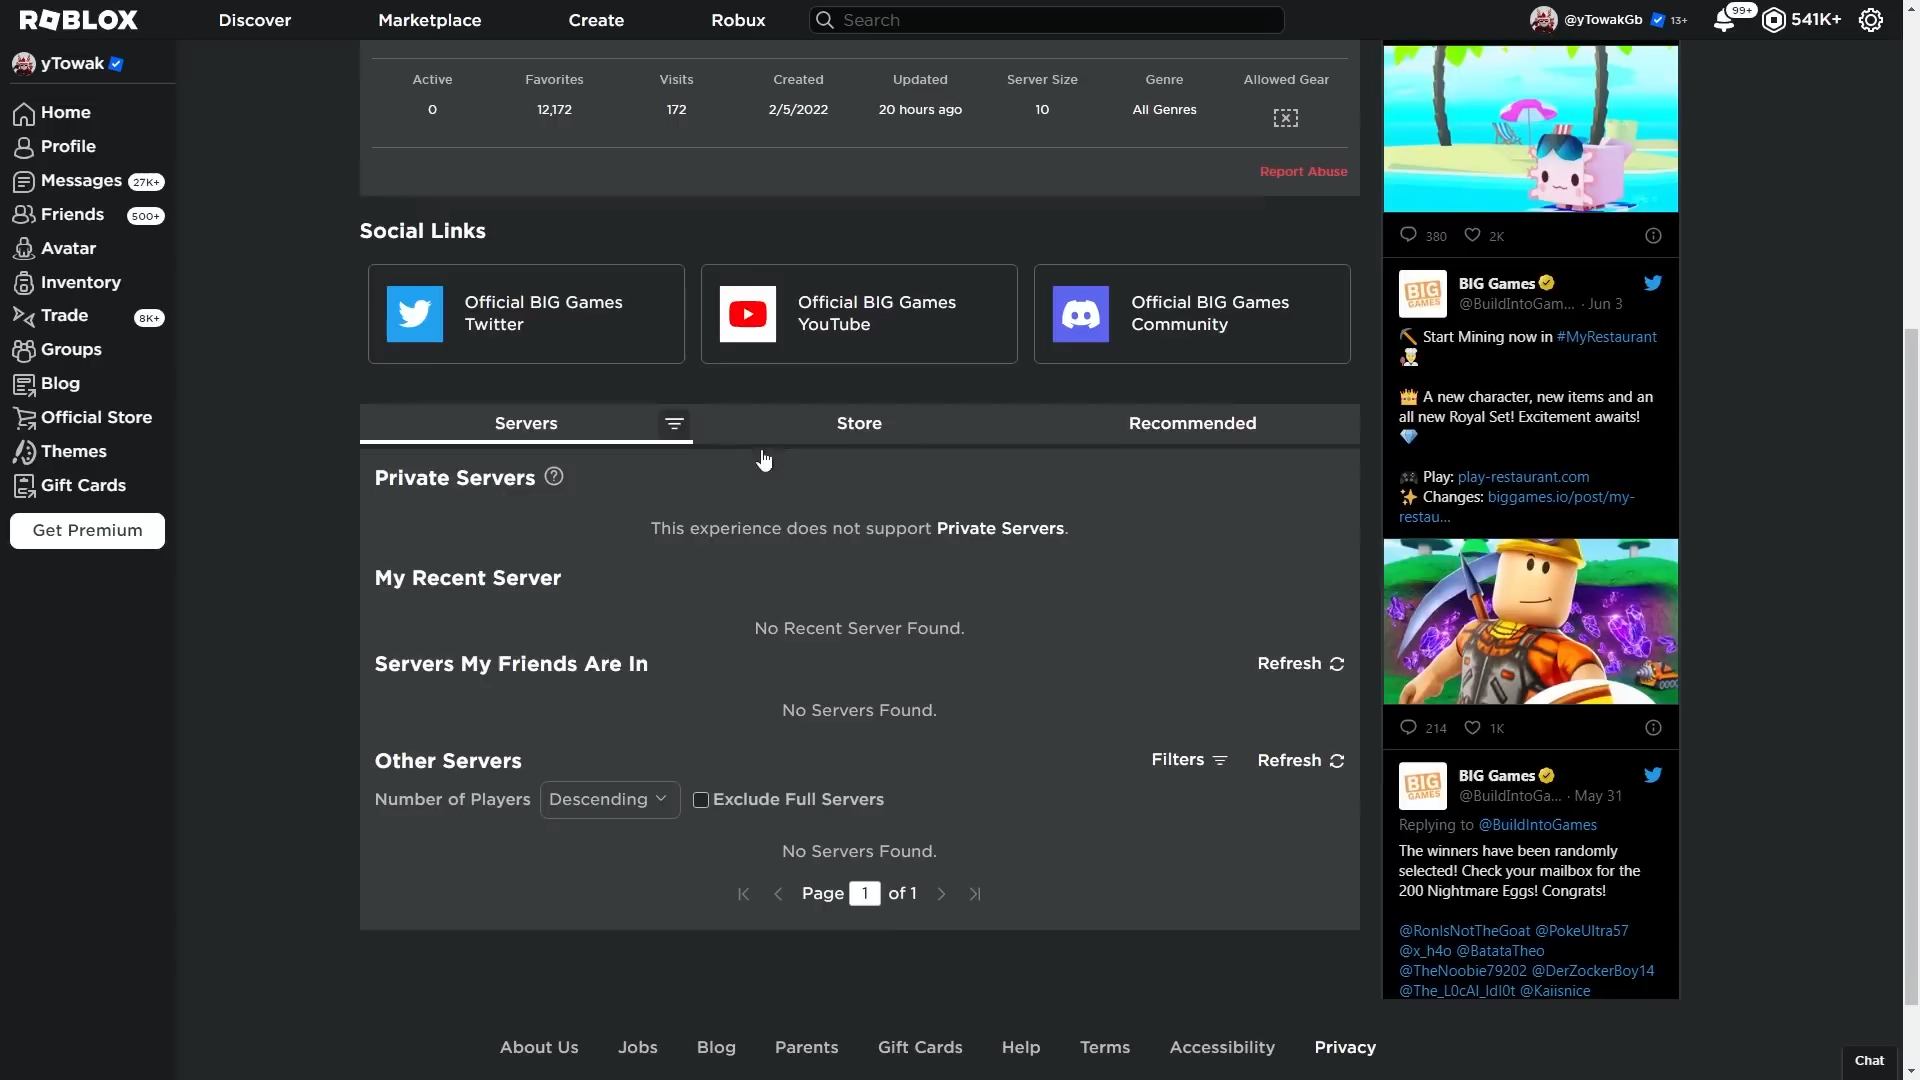 ROBLOX
Discover
Marketplace
Create
Robux
Search
@yTowakGb
13+
99+
541K+
yTowak
Home
Profile
Messages 27K+
Friends 500+
Avatar
Inventory
Trade 8K+
Groups
Blog
Official Store
Themes
Gift Cards
Get Premium
Active Favorites Visits Created Updated Server Size Genre Allowed Gear
0 12,172 172 2/5/2022 20 hours ago 10 All Genres
Report Abuse
Social Links
Official BIG Games
Twitter
Official BIG Games
YouTube
Official BIG Games
Community
Servers
Store
Recommended
Private Servers
This experience does not support Private Servers.
My Recent Server
No Recent Server Found.
Servers My Friends Are In
Refresh
No Servers Found.
Other Servers
Filters
Refresh
Number of Players
Descending
Exclude Full Servers
No Servers Found.
Page 1 of 1
380 2K
BIG GAMES
BIG Games
@BuildIntoGam... · Jun 3
Start Mining now in #MyRestaurant
A new character, new items and an
all new Royal Set! Excitement awaits!
Play: play-restaurant.com
Changes: biggames.io/post/my-
restau...
214 1K
BIG GAMES
BIG Games
@BuildIntoGa... · May 31
Replying to @BuildIntoGames
The winners have been randomly
selected! Check your mailbox for the
200 Nightmare Eggs! Congrats!
@RonIsNotTheGoat @PokeUltra57
@x_h4o @BatataTheo
@TheNoobie79202 @DerZockerBoy14
@The_L0cAl_IdI0t @Kaiisnice
About Us
Jobs
Blog
Parents
Gift Cards
Help
Terms
Accessibility
Privacy
Chat